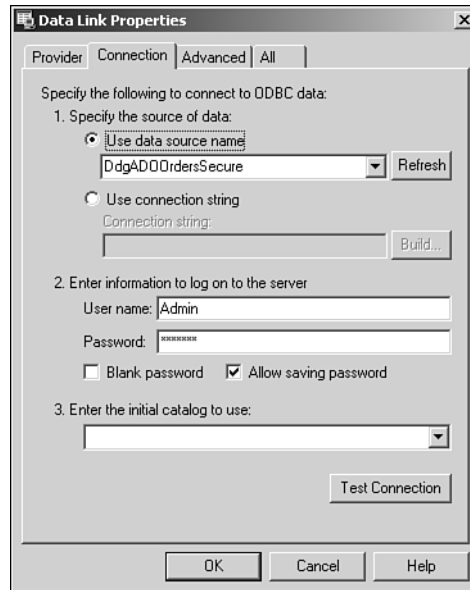 Data Link Properties
Provider Connection Advanced All
Specify the following to connect to ODBC data:
1. Specify the source of data:
Use data source name
DdgADOOrdersSecure Refresh
Use connection string
Connection string:
Build...
2. Enter information to log on to the server
User name: Admin
Password: *******
Blank password Allow saving password
3. Enter the initial catalog to use:
Test Connection
OK Cancel Help